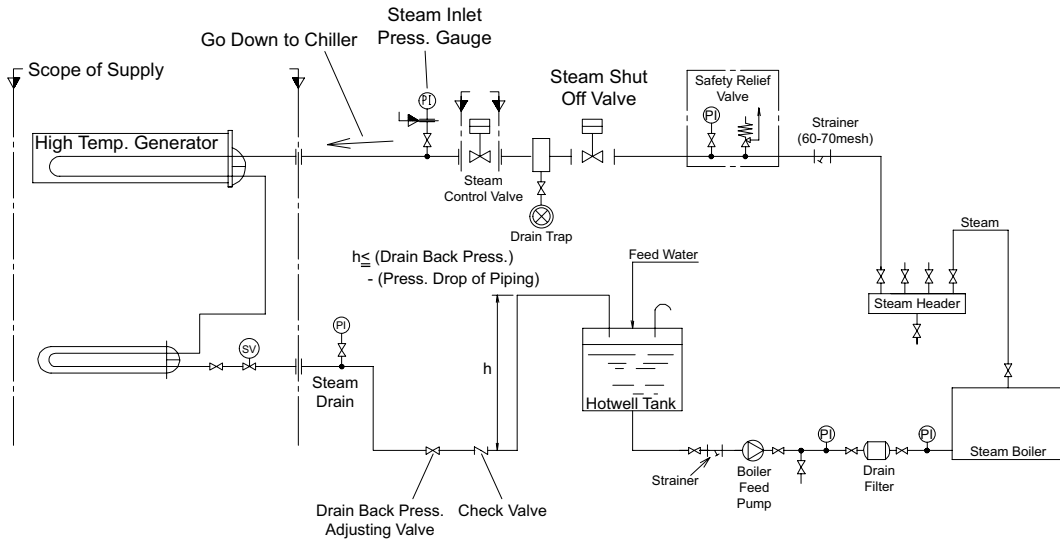 Steam Inlet
Press. Gauge
Go Down to Chiller
Scope of Supply
Steam Shut
Off Valve
Safety Relief
Valve
PI
PI
Strainer
(60-70mesh)
High Temp. Generator
Steam
Control Valve
Drain Trap
Steam
h≦ (Drain Back Press.)
- (Press. Drop of Piping)
Feed Water
Steam Header
PI
SV
Steam
Drain
h
Hotwell Tank
PI
PI
Steam Boiler
Strainer
Boiler
Feed
Pump
Drain
Filter
Drain Back Press.
Adjusting Valve
Check Valve